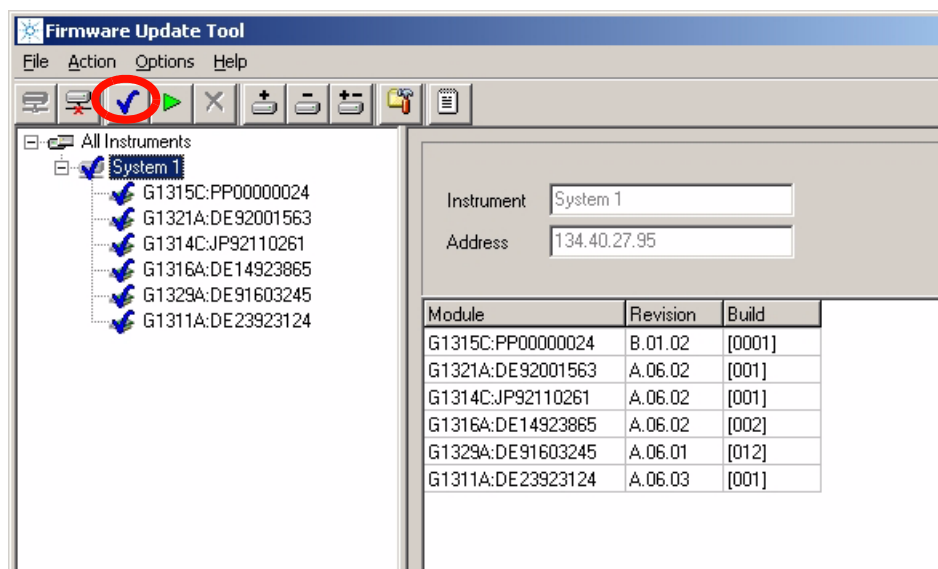 Firmware Update Tool
File Action Options Help
All Instruments
System 1
G1315C:PP00000024
G1321A:DE92001563
G1314C:JP92110261
G1316A:DE14923865
G1329A:DE91603245
G1311A:DE23923124
Instrument System 1
Address 134.40.27.95
Module Revision Build
G1315C:PP00000024 B.01.02 [0001]
G1321A:DE92001563 A.06.02 [001]
G1314C:JP92110261 A.06.02 [001]
G1316A:DE14923865 A.06.02 [002]
G1329A:DE91603245 A.06.01 [012]
G1311A:DE23923124 A.06.03 [001]